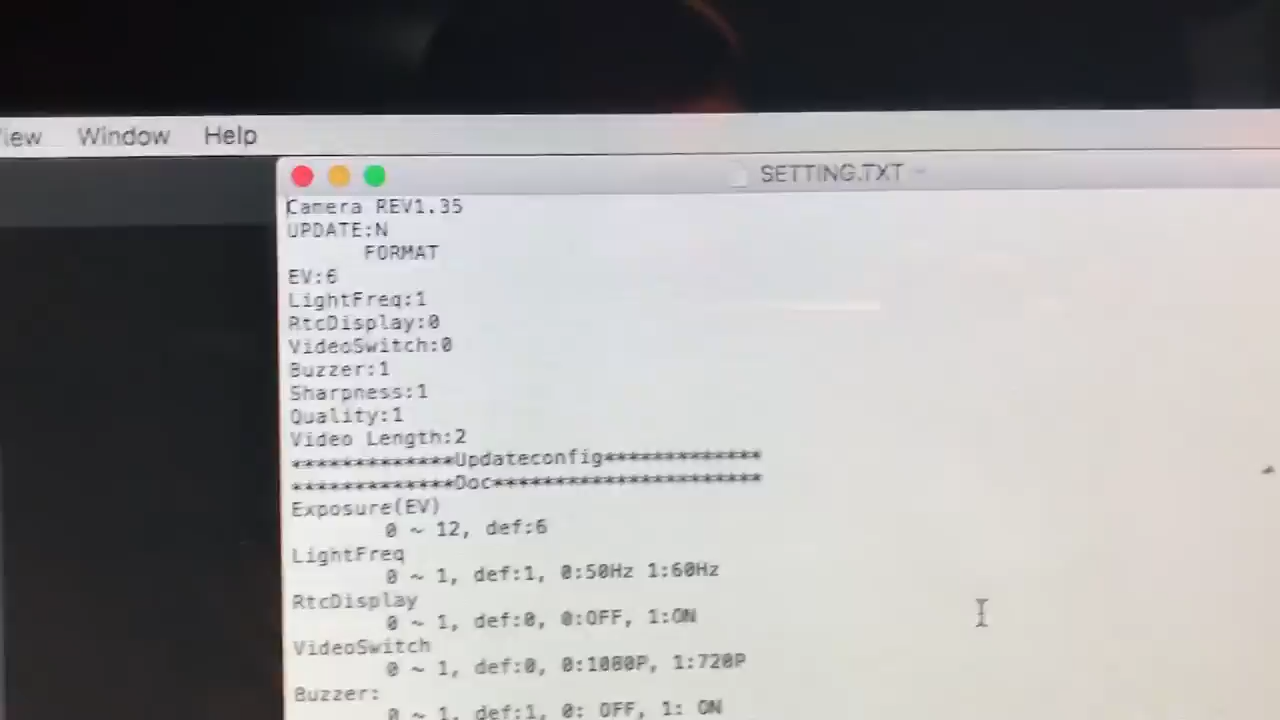 iew Window Help
SETTING.TXT
Camera REV1.35
UPDATE:N
FORMAT
EV:6
LightFreq:1
RtcDisplay:0
VideoSwitch:0
Buzzer:1
Sharpness:1
Quality:1
Video Length:2
*************Updateconfig*************
*************Doc**********************
Exposure(EV)
0 ~ 12, def:6
LightFreq
0 ~ 1, def:1, 0:50Hz 1:60Hz
RtcDisplay
0 ~ 1, def:0, 0:OFF, 1:ON
VideoSwitch
0 ~ 1, def:0, 0:1080P, 1:720P
Buzzer:
0 ~ 1, def:1, 0: OFF, 1: ON